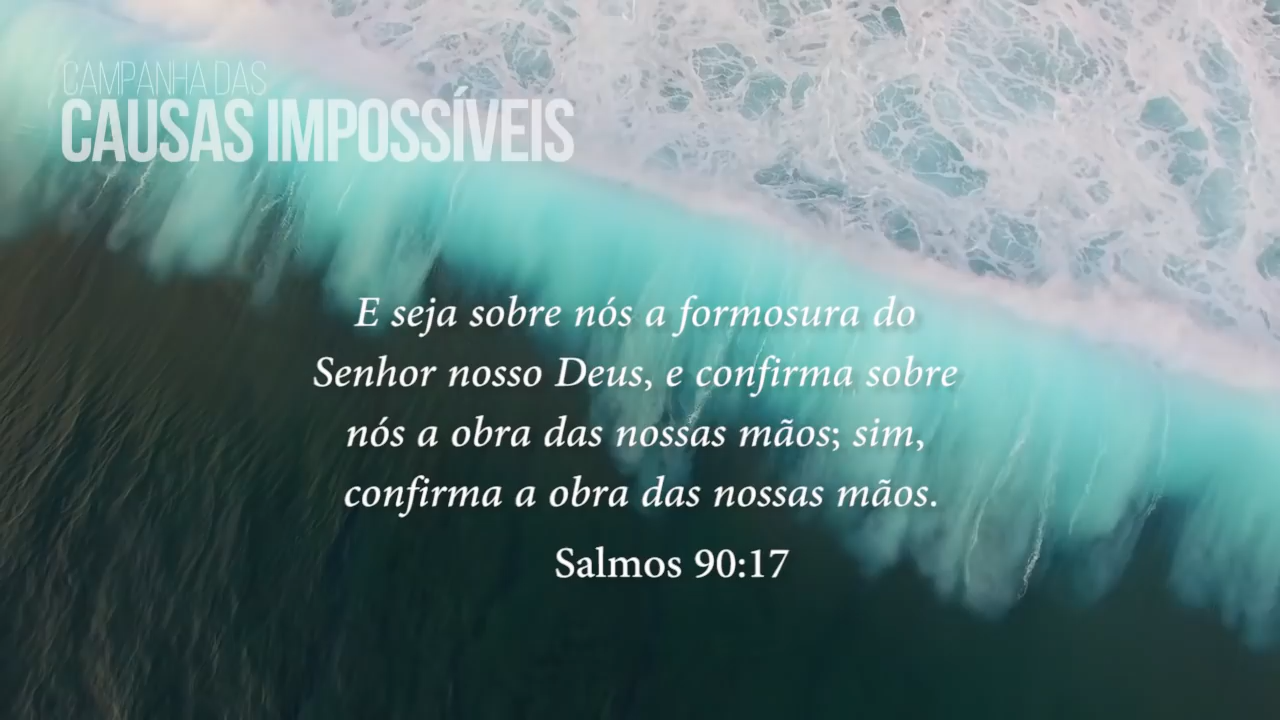 CAMPANHA DAS
CAUSAS IMPOSSÍVEIS
E seja sobre nós a formosura do
Senhor nosso Deus, e confirma sobre
nós a obra das nossas mãos; sim,
confirma a obra das nossas mãos.
Salmos 90:17